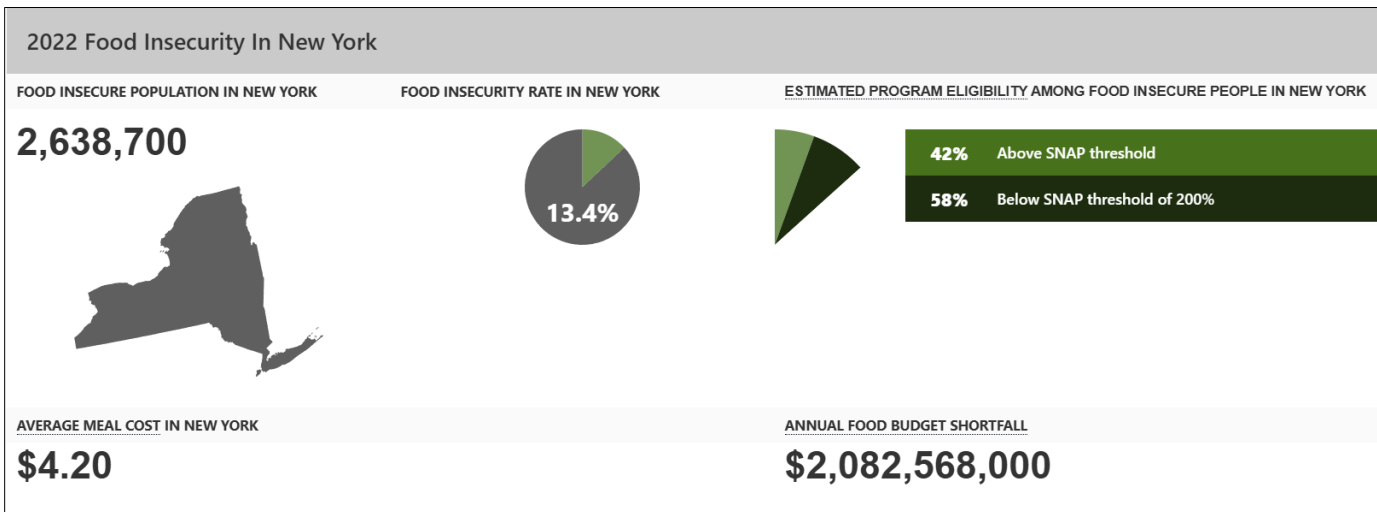 2022 Food Insecurity In New York
FOOD INSECURE POPULATION IN NEW YORK
2,638,700
FOOD INSECURITY RATE IN NEW YORK
13.4%
ESTIMATED PROGRAM ELIGIBILITY AMONG FOOD INSECURE PEOPLE IN NEW YORK
42% Above SNAP threshold
58% Below SNAP threshold of 200%
AVERAGE MEAL COST IN NEW YORK
$4.20
ANNUAL FOOD BUDGET SHORTFALL
$2,082,568,000